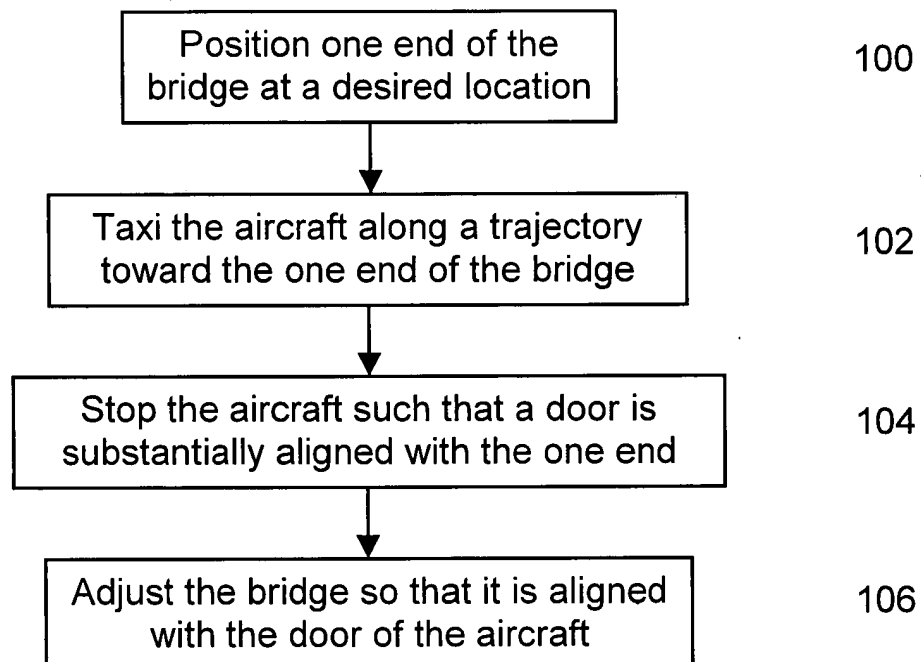 Position one end of the
bridge at a desired location
100
Taxi the aircraft along a trajectory
toward the one end of the bridge
102
Stop the aircraft such that a door is
substantially aligned with the one end
104
Adjust the bridge so that it is aligned
with the door of the aircraft
106